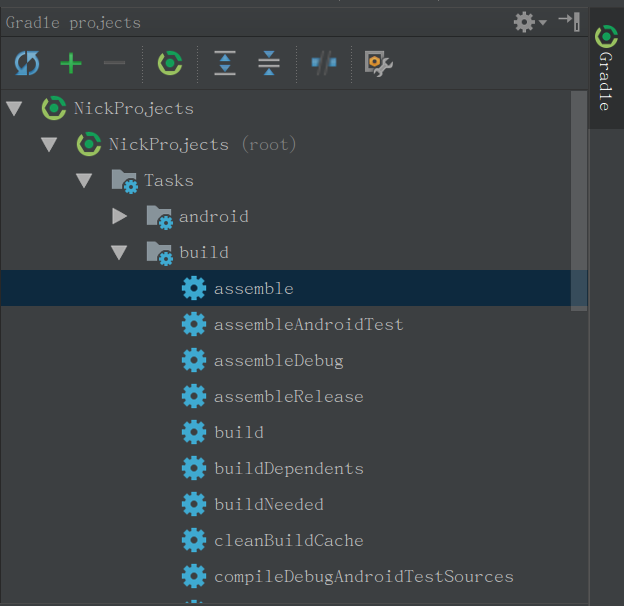 Gradle projects
Gradle
NickProjects
NickProjects (root)
Tasks
android
build
assemble
assembleAndroidTest
assembleDebug
assembleRelease
build
buildDependents
buildNeeded
cleanBuildCache
compileDebugAndroidTestSources